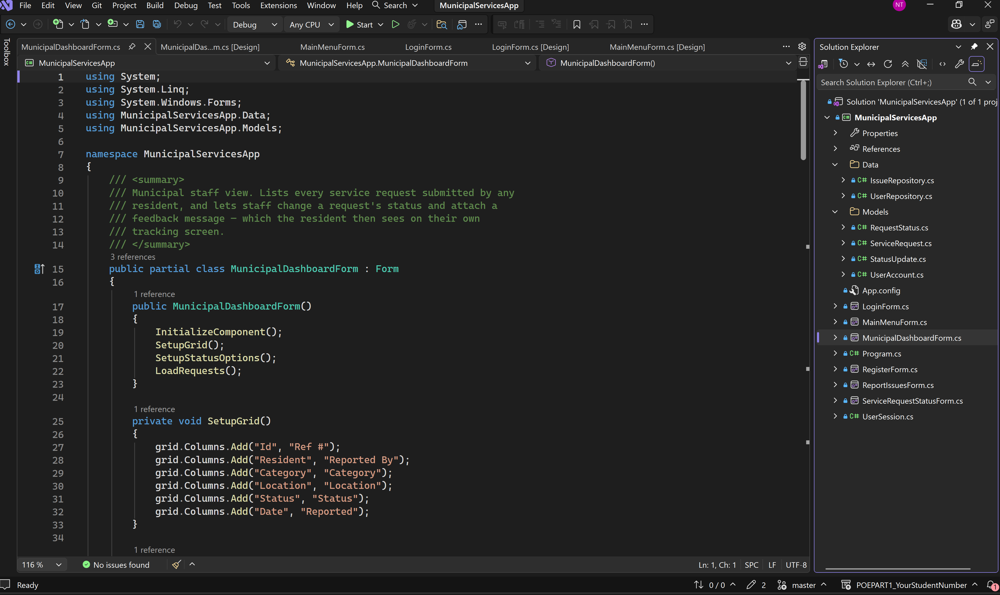 File Edit View Git Project Build Debug Test Tools Extensions Window Help Search MunicipalServicesApp NT
Debug Any CPU Start
Toolbox
MunicipalDashboardForm.cs MunicipalDas...m.cs [Design] MainMenuForm.cs LoginForm.cs LoginForm.cs [Design] MainMenuForm.cs [Design]
C# MunicipalServicesApp MunicipalServicesApp.MunicipalDashboardForm MunicipalDashboardForm()
1 using System;
2 using System.Linq;
3 using System.Windows.Forms;
4 using MunicipalServicesApp.Data;
5 using MunicipalServicesApp.Models;
6
7 namespace MunicipalServicesApp
8 {
9 /// <summary>
10 /// Municipal staff view. Lists every service request submitted by any
11 /// resident, and lets staff change a request's status and attach a
12 /// feedback message — which the resident then sees on their own
13 /// tracking screen.
14 /// </summary>
3 references
15 public partial class MunicipalDashboardForm : Form
16 {
1 reference
17 public MunicipalDashboardForm()
18 {
19 InitializeComponent();
20 SetupGrid();
21 SetupStatusOptions();
22 LoadRequests();
23 }
24
1 reference
25 private void SetupGrid()
26 {
27 grid.Columns.Add("Id", "Ref #");
28 grid.Columns.Add("Resident", "Reported By");
29 grid.Columns.Add("Category", "Category");
30 grid.Columns.Add("Location", "Location");
31 grid.Columns.Add("Status", "Status");
32 grid.Columns.Add("Date", "Reported");
33 }
34
1 reference
116 % No issues found Ln: 1, Ch: 1 SPC LF UTF-8
Solution Explorer
Search Solution Explorer (Ctrl+;)
Solution 'MunicipalServicesApp' (1 of 1 proj
C# MunicipalServicesApp
Properties
References
Data
C# IssueRepository.cs
C# UserRepository.cs
Models
C# RequestStatus.cs
C# ServiceRequest.cs
C# StatusUpdate.cs
C# UserAccount.cs
App.config
LoginForm.cs
MainMenuForm.cs
MunicipalDashboardForm.cs
C# Program.cs
RegisterForm.cs
ReportIssuesForm.cs
ServiceRequestStatusForm.cs
C# UserSession.cs
Ready 0 / 0 2 master POEPART1_YourStudentNumber 1